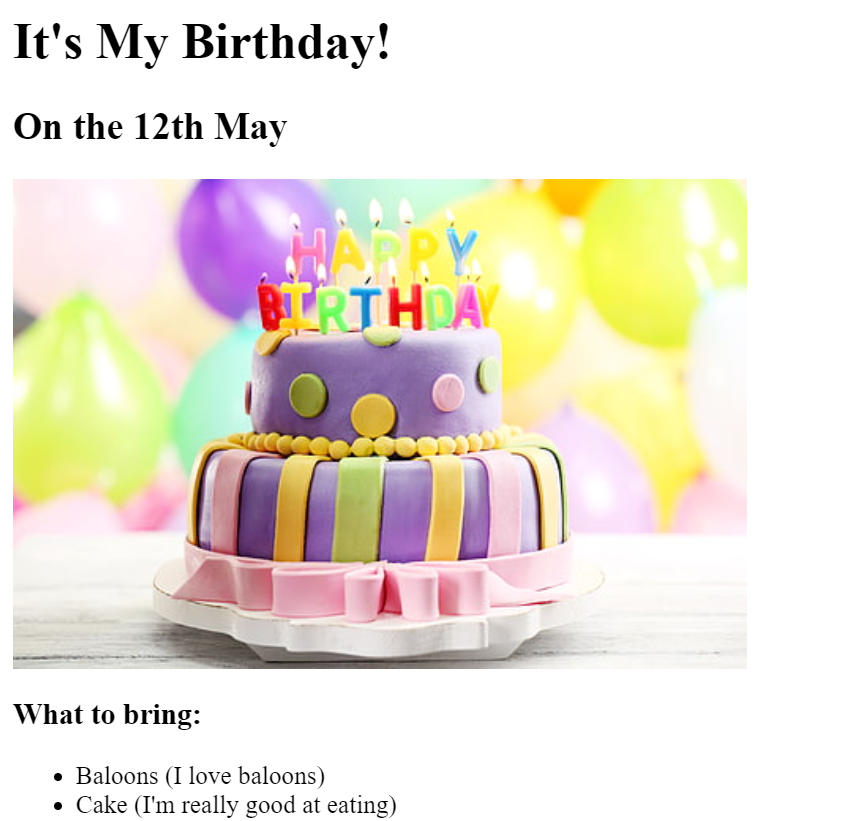 It's My Birthday!
On the 12th May
HAPPY
BIRTHDAY
What to bring:
Baloons (I love baloons)
Cake (I'm really good at eating)